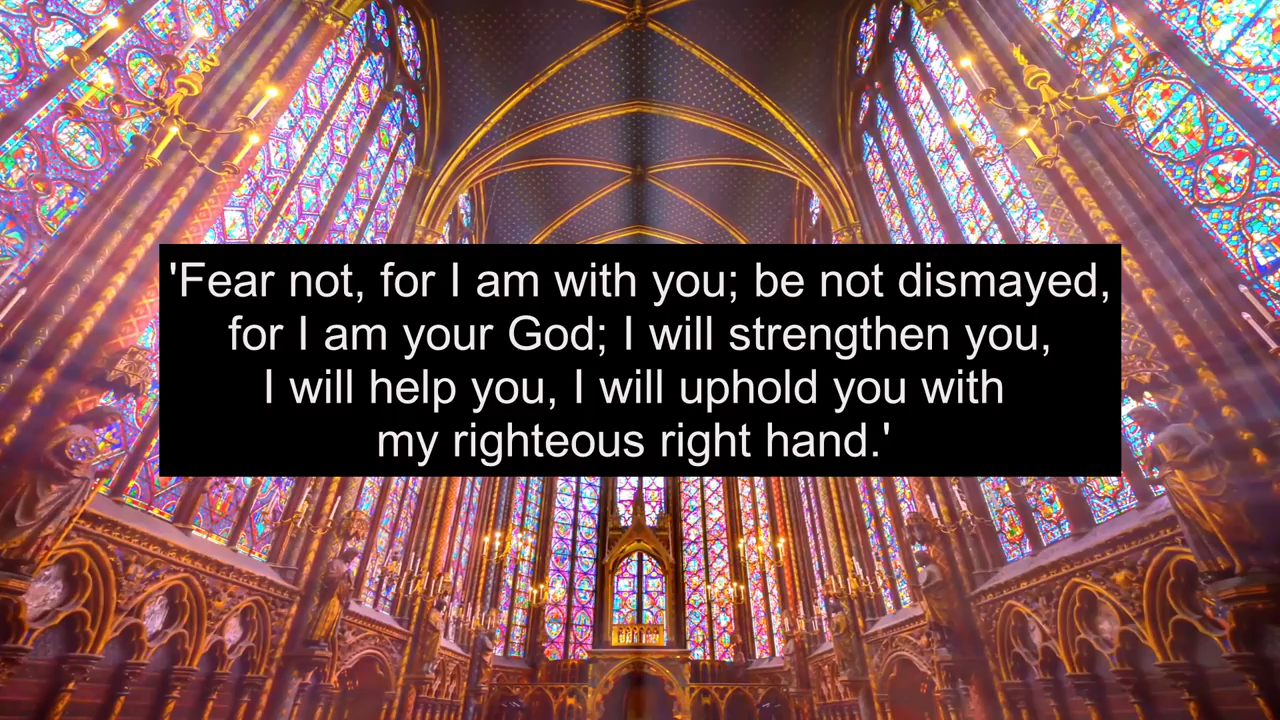 'Fear not, for I am with you; be not dismayed,
for I am your God; I will strengthen you,
I will help you, I will uphold you with
my righteous right hand.'